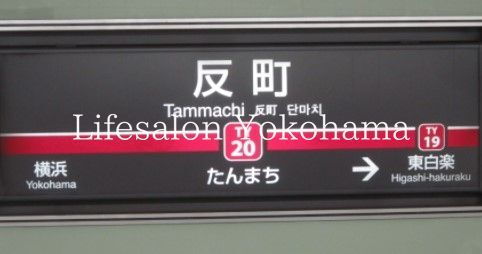 反町
Tammachi 反町 단마치
Lifesalon Yokohama
TY
20
TY
19
横浜
Yokohama
たんまち
東白楽
Higashi-hakuraku